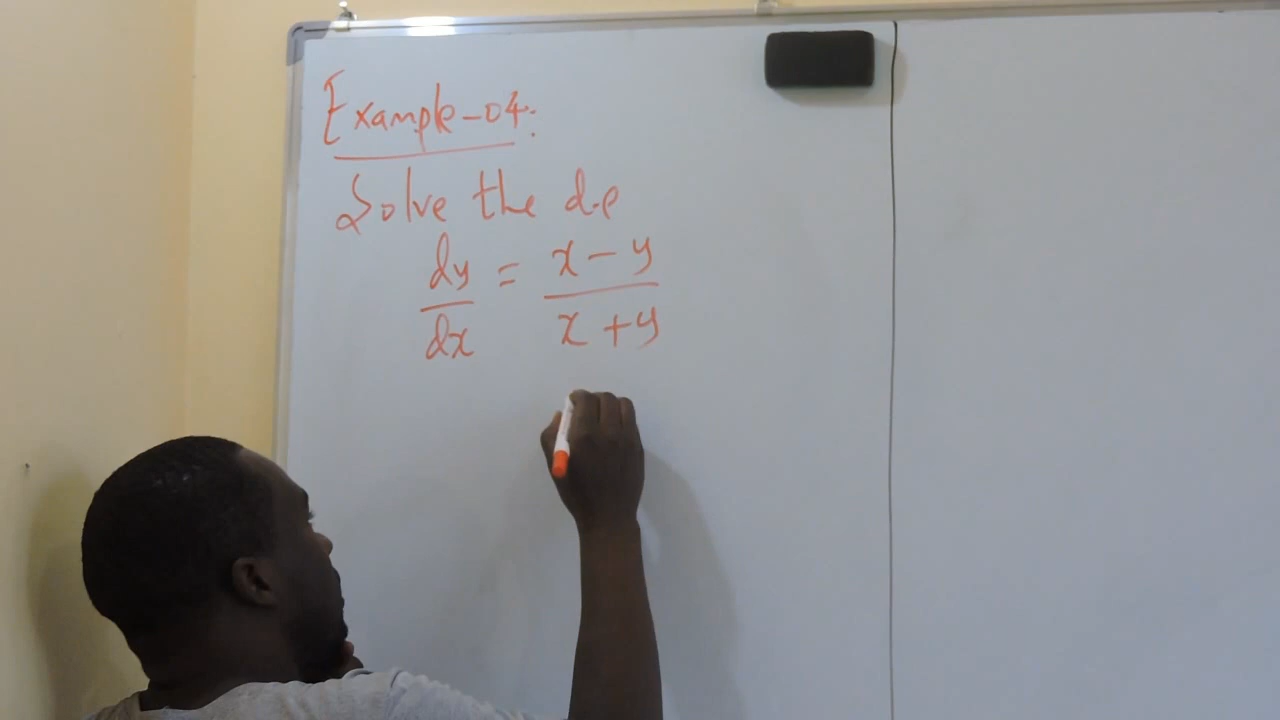 Example-04:
Solve the d.e
dy/dx = x-y/x+y